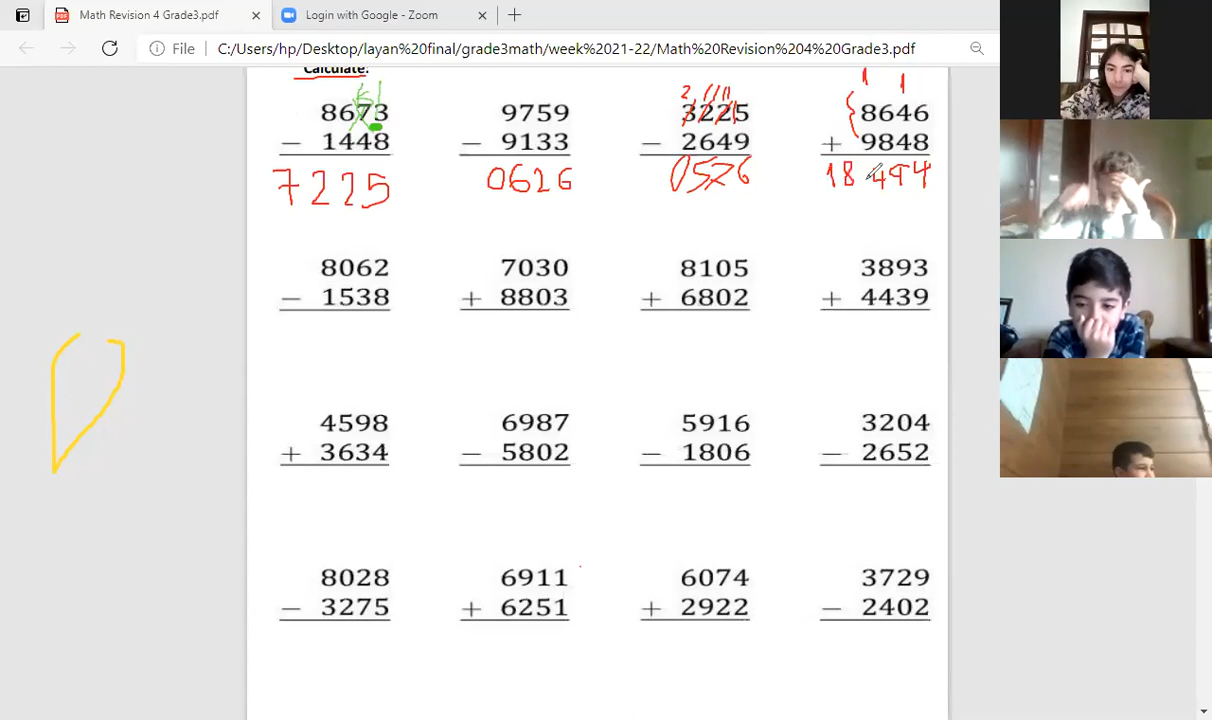 Math Revision 4 Grade3.pdf
Login with Google - Zoom
File C:/Users/hp/Desktop/layan%20final/grade3math/week%2021-22/Math%20Revision%204%20Grade3.pdf
Calculate:
2 1 1
8673 9759 3225 8646
- 1448 - 9133 - 2649 + 9848
7225 0626 0576 18494
8062 7030 8105 3893
- 1538 + 8803 + 6802 + 4439
4598 6987 5916 3204
+ 3634 - 5802 - 1806 - 2652
8028 6911 6074 3729
- 3275 + 6251 + 2922 - 2402